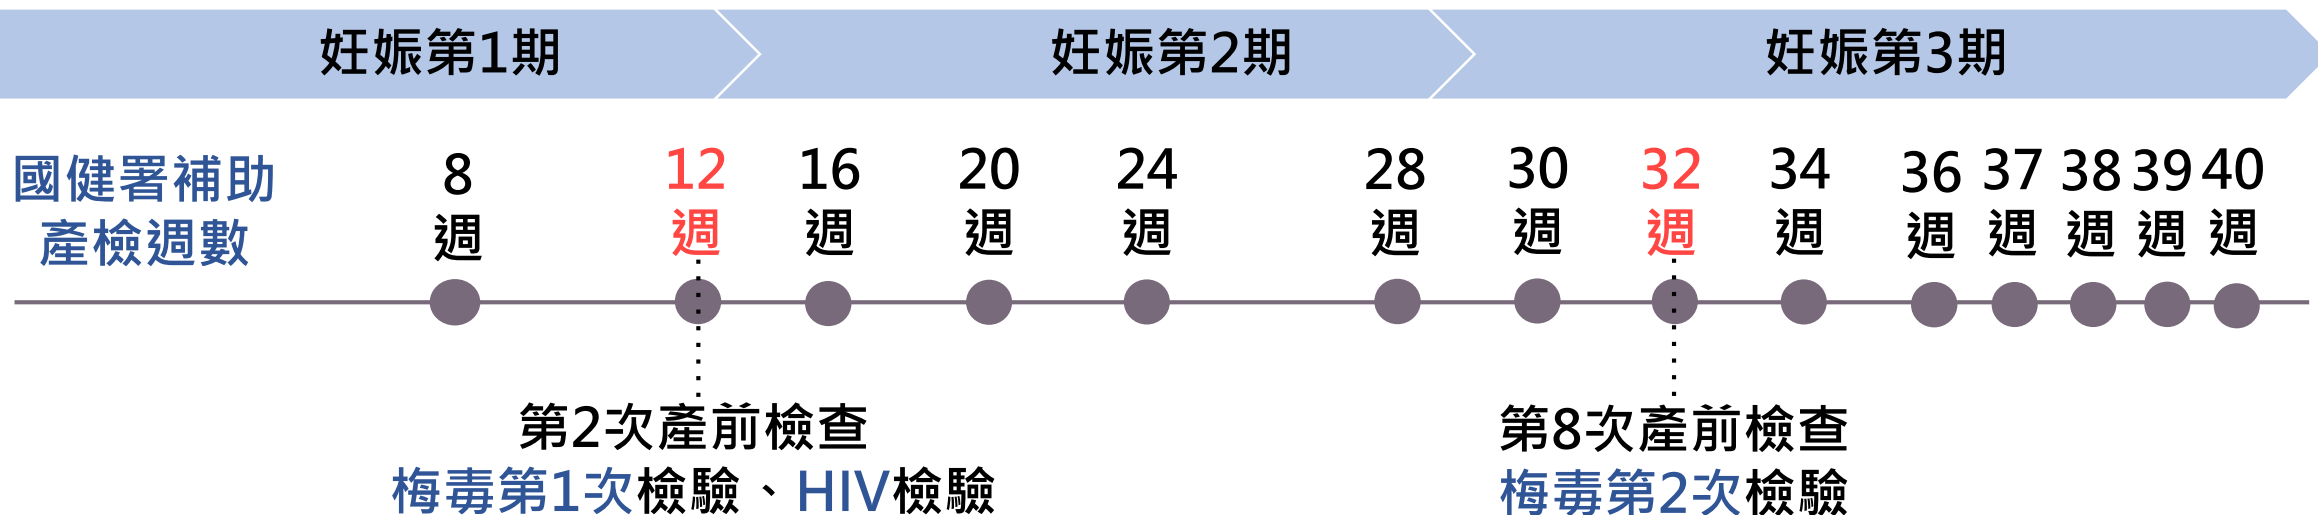 妊娠第1期 妊娠第2期 妊娠第3期
國健署補助
產檢週數
8 12 16 20 24 28 30 32 34 36 37 38 39 40
週 週 週 週 週 週 週 週 週 週 週 週 週 週
第2次產前檢查
梅毒第1次檢驗、HIV檢驗
第8次產前檢查
梅毒第2次檢驗